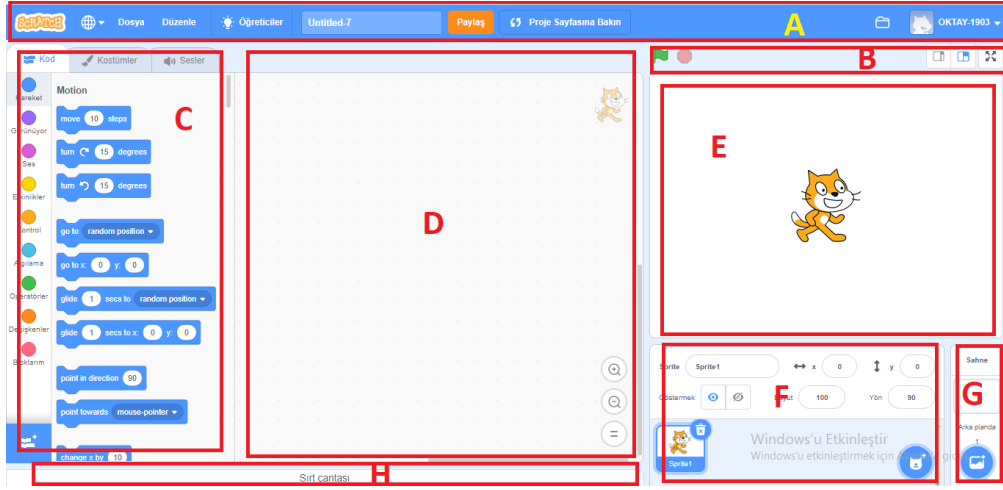 SCRATCH Dosya Düzenle Öğreticiler Untitled-7 Paylaş Proje Sayfasına Bakın A OKTAY-1903
Kod Kostümler Sesler
B
Hareket
Görünüyor
Ses
Etkinlikler
Kontrol
Algılama
Operatörler
Değişkenler
Bloklarım
Motion
C
move 10 steps
turn 15 degrees
turn 15 degrees
go to random position
go to x: 0 y: 0
glide 1 secs to random position
glide 1 secs to x: 0 y: 0
point in direction 90
point towards mouse-pointer
change x by 10
D
E
Sprite Sprite1 x 0 y 0
Göstermek Boyut 100 Yön 90
F
Sprite1
Sahne
G
Arka planda
1
Windows'u Etkinleştir
Windows'u etkinleştirmek için
Sırt çantası
H